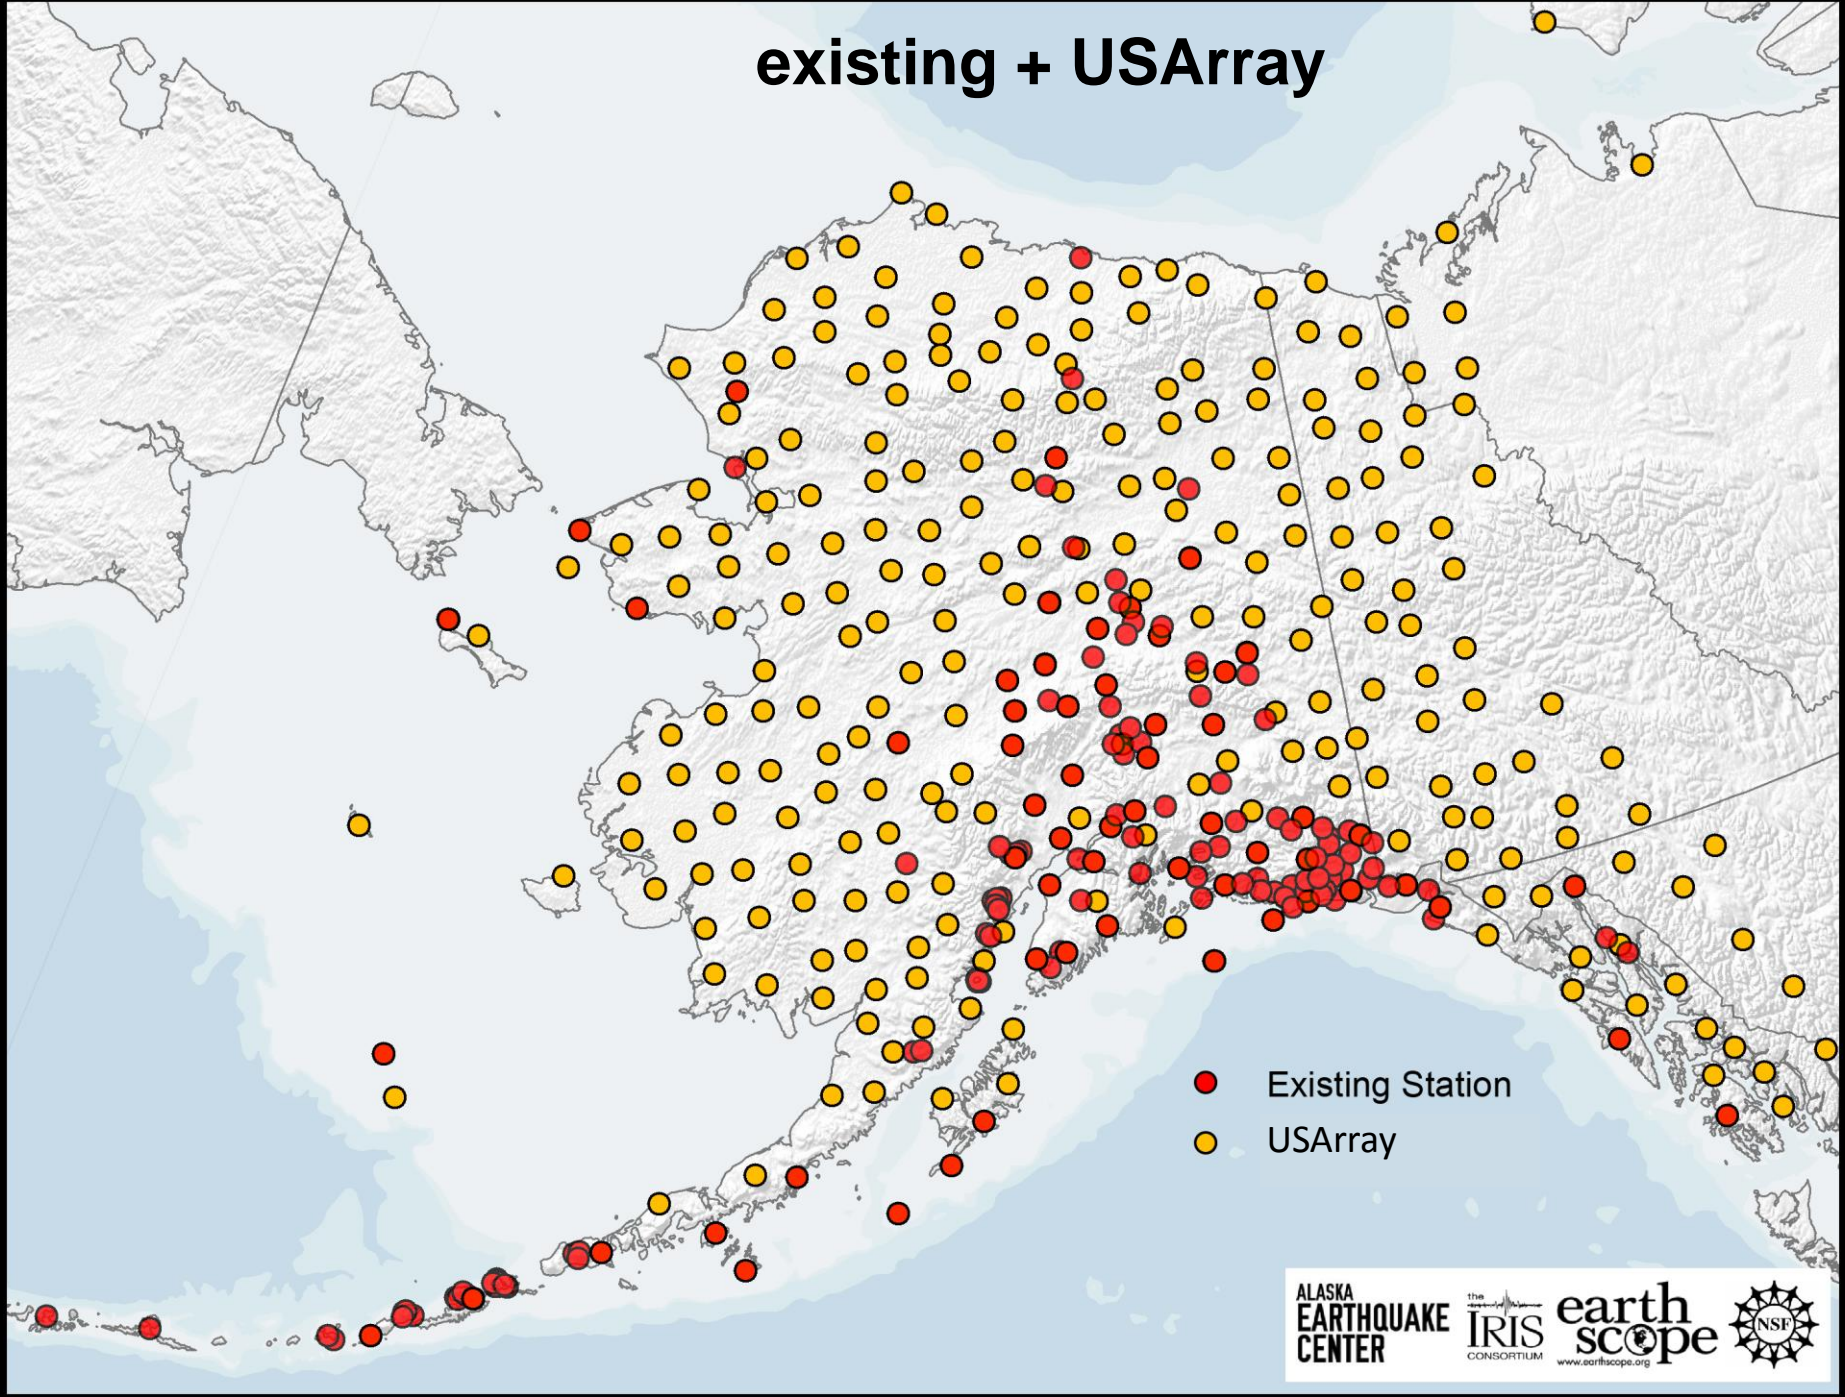 existing + USArray
Existing Station
USArray
ALASKA
EARTHQUAKE
CENTER
the
IRIS
CONSORTIUM
earth
scope
www.earthscope.org
NSF